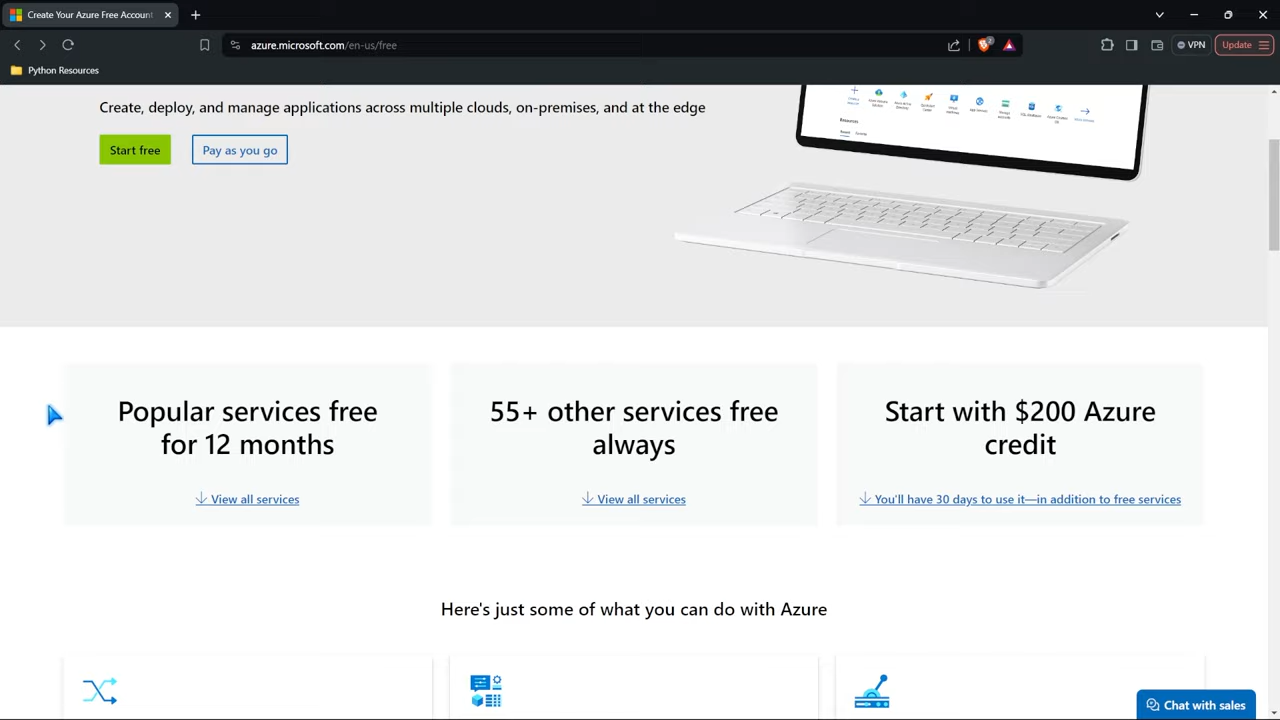 Create Your Azure Free Accoun
azure.microsoft.com/en-us/free
VPN
Update
Python Resources
Create, deploy, and manage applications across multiple clouds, on-premises, and at the edge
Start free
Pay as you go
Resources
Popular services free
for 12 months
View all services
55+ other services free
always
View all services
Start with $200 Azure
credit
You'll have 30 days to use it—in addition to free services
Here's just some of what you can do with Azure
Chat with sales